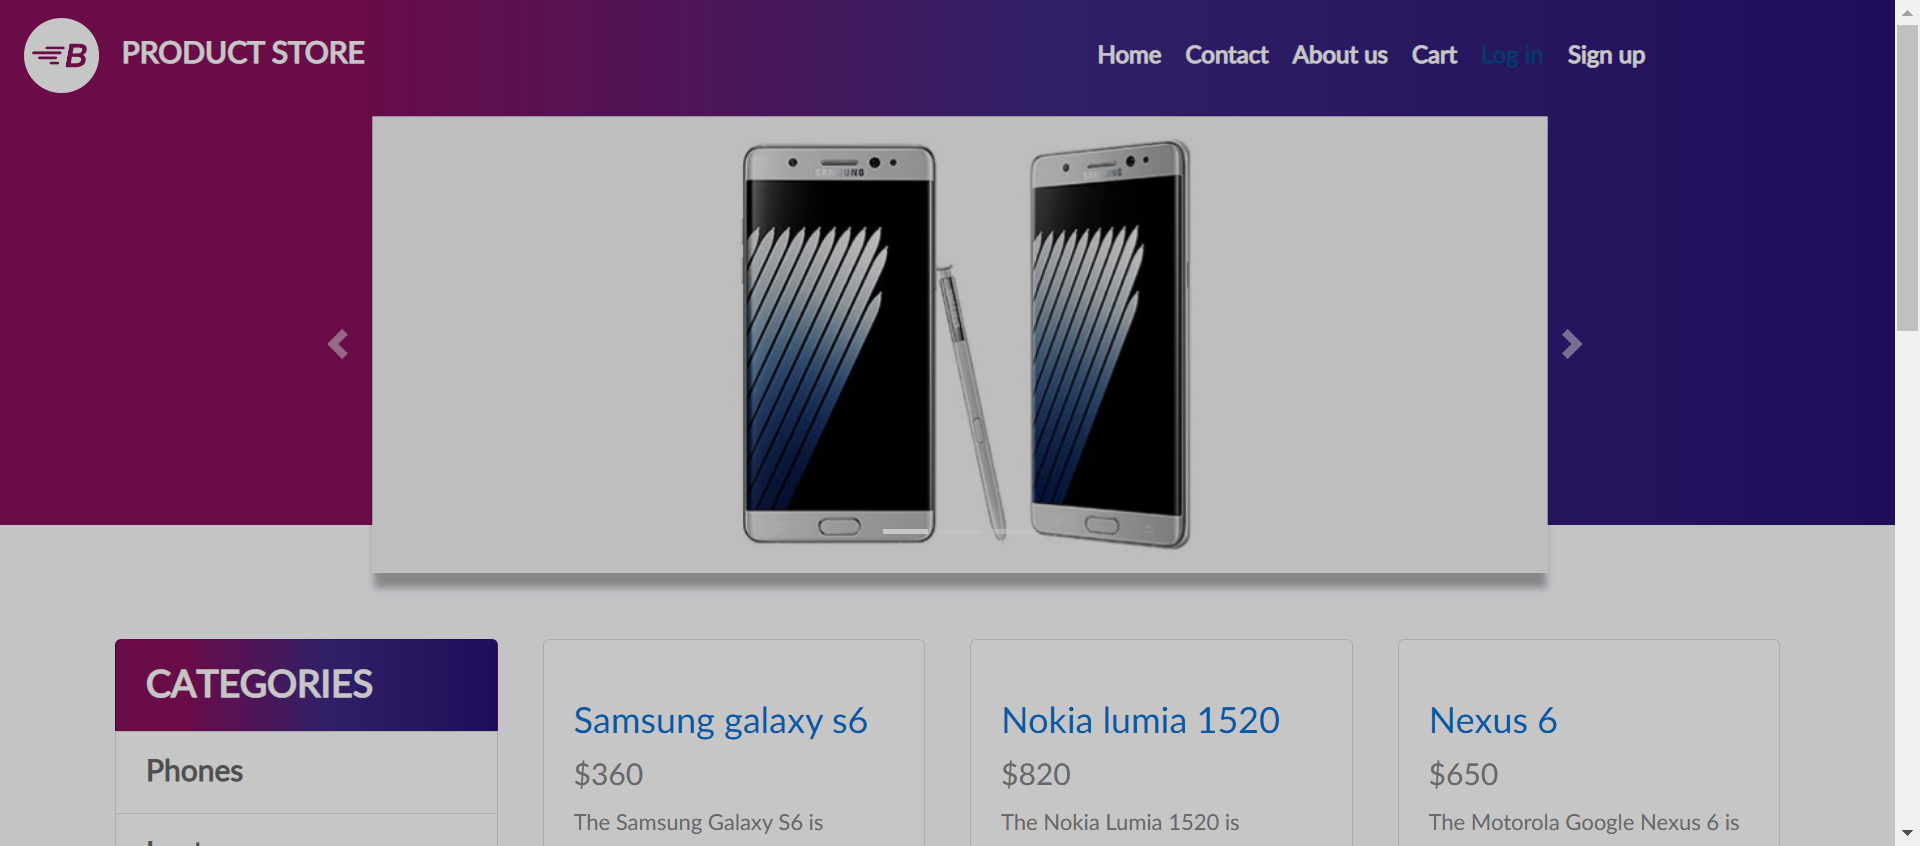 B PRODUCT STORE
Home Contact About us Cart Log in Sign up
SAMSUNG
SAMSUNG
CATEGORIES
Phones
Samsung galaxy s6
$360
The Samsung Galaxy S6 is
Nokia lumia 1520
$820
The Nokia Lumia 1520 is
Nexus 6
$650
The Motorola Google Nexus 6 is